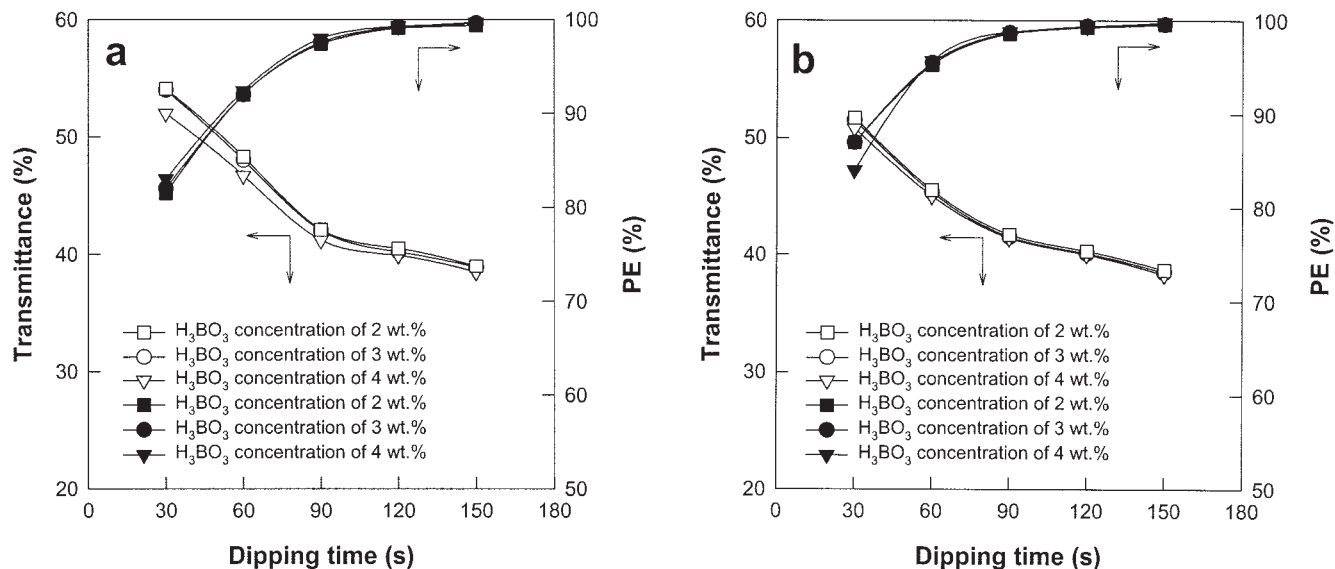 a
Transmittance (%)
60
50
40
30
20
100
90
80
70
60
50
PE (%)
H₃BO₃ concentration of 2 wt.%
H₃BO₃ concentration of 3 wt.%
H₃BO₃ concentration of 4 wt.%
H₃BO₃ concentration of 2 wt.%
H₃BO₃ concentration of 3 wt.%
H₃BO₃ concentration of 4 wt.%
0 30 60 90 120 150 180
Dipping time (s)
b
Transmittance (%)
60
50
40
30
20
100
90
80
70
60
50
PE (%)
H₃BO₃ concentration of 2 wt.%
H₃BO₃ concentration of 3 wt.%
H₃BO₃ concentration of 4 wt.%
H₃BO₃ concentration of 2 wt.%
H₃BO₃ concentration of 3 wt.%
H₃BO₃ concentration of 4 wt.%
0 30 60 90 120 150 180
Dipping time (s)